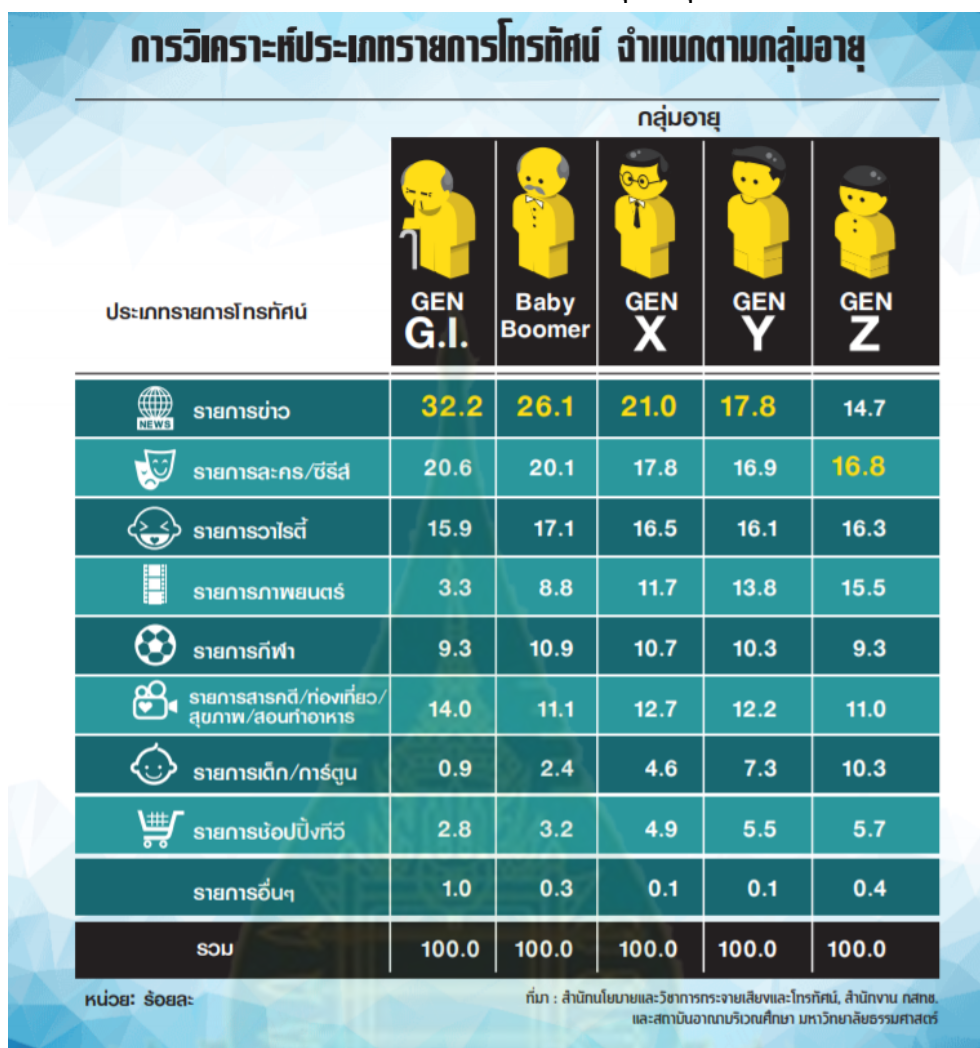 การวิเคราะห์ประเภทรายการโทรทัศน์ จำแนกตามกลุ่มอายุ
กลุ่มอายุ
ประเภทรายการโทรทัศน์
GEN G.I.
Baby Boomer
GEN X
GEN Y
GEN Z
NEWS รายการข่าว 32.2 26.1 21.0 17.8 14.7
รายการละคร/ซีรีส์ 20.6 20.1 17.8 16.9 16.8
รายการวาไรตี้ 15.9 17.1 16.5 16.1 16.3
รายการภาพยนตร์ 3.3 8.8 11.7 13.8 15.5
รายการกีฬา 9.3 10.9 10.7 10.3 9.3
รายการสารคดี/ท่องเที่ยว/
สุขภาพ/สอนทำอาหาร 14.0 11.1 12.7 12.2 11.0
รายการเด็ก/การ์ตูน 0.9 2.4 4.6 7.3 10.3
รายการช้อปปิ้งทีวี 2.8 3.2 4.9 5.5 5.7
รายการอื่นๆ 1.0 0.3 0.1 0.1 0.4
รวม 100.0 100.0 100.0 100.0 100.0
หน่วย: ร้อยละ
ที่มา : สำนักนโยบายและวิชาการกระจายเสียงและโทรทัศน์, สำนักงาน กสทช.
และสถาบันอาณาบริเวณศึกษา มหาวิทยาลัยธรรมศาสตร์